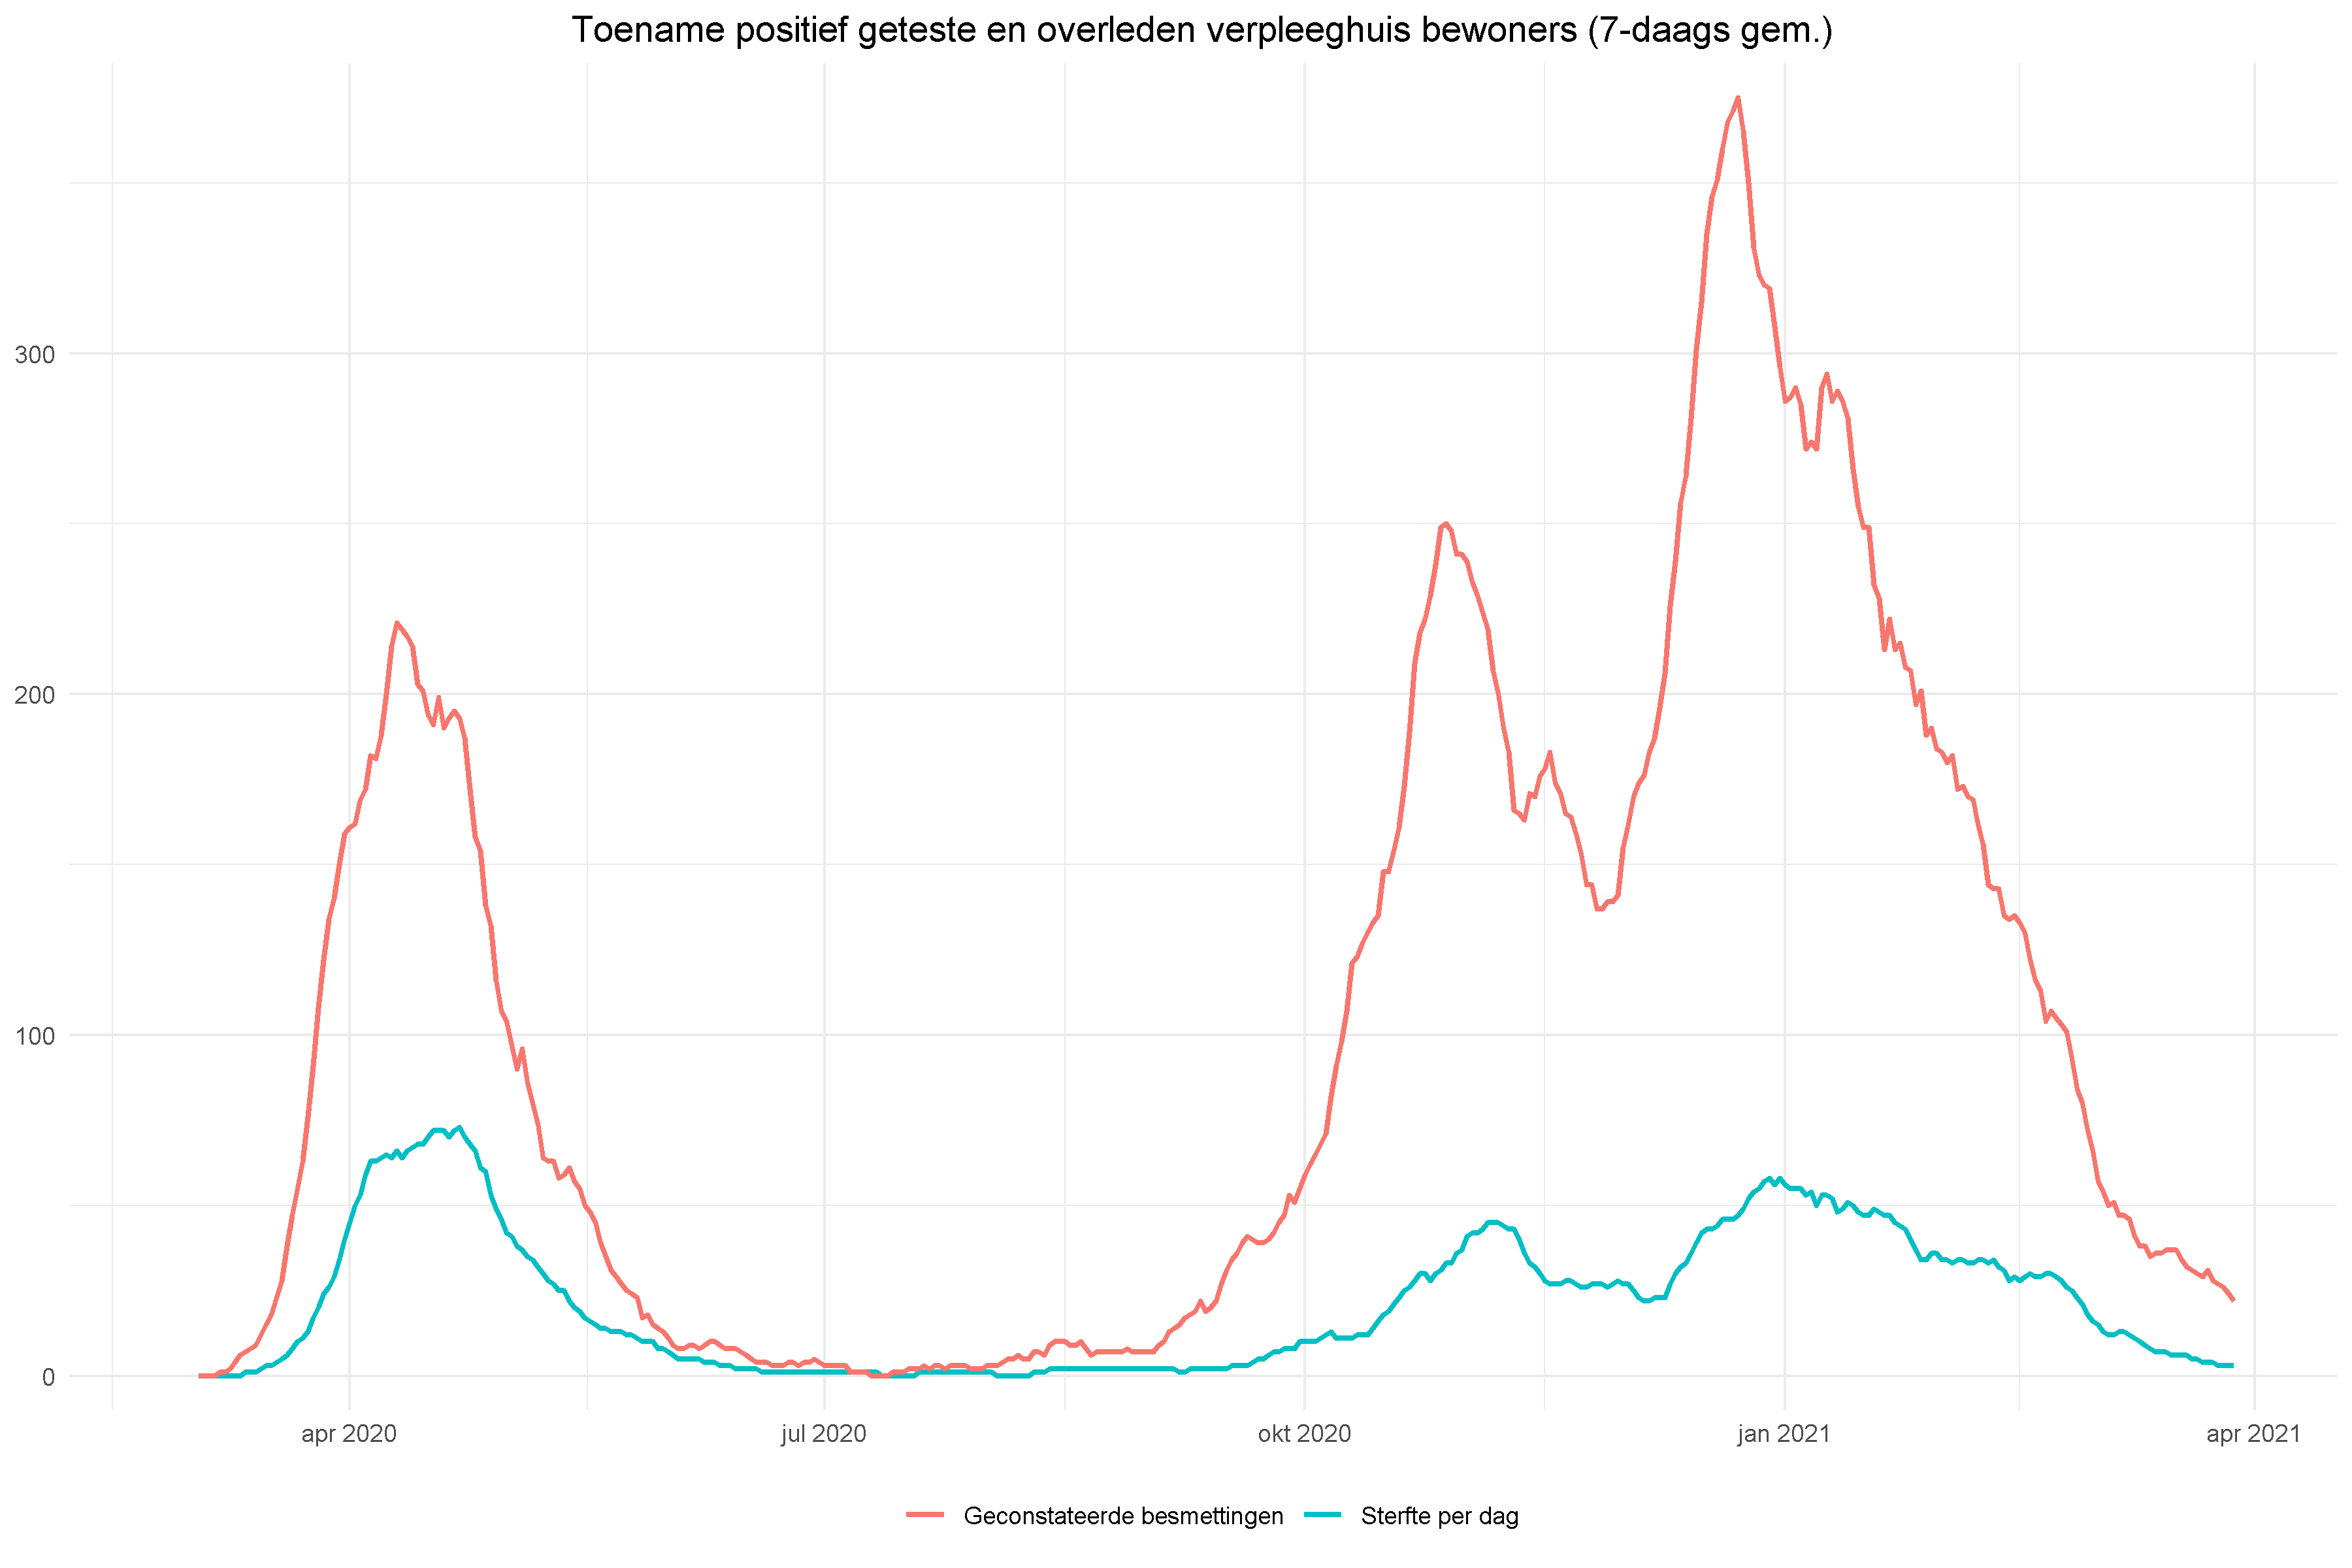 Toename positief geteste en overleden verpleeghuis bewoners (7-daags gem.)
300
200
100
0
apr 2020 jul 2020 okt 2020 jan 2021 apr 2021
Geconstateerde besmettingen Sterfte per dag